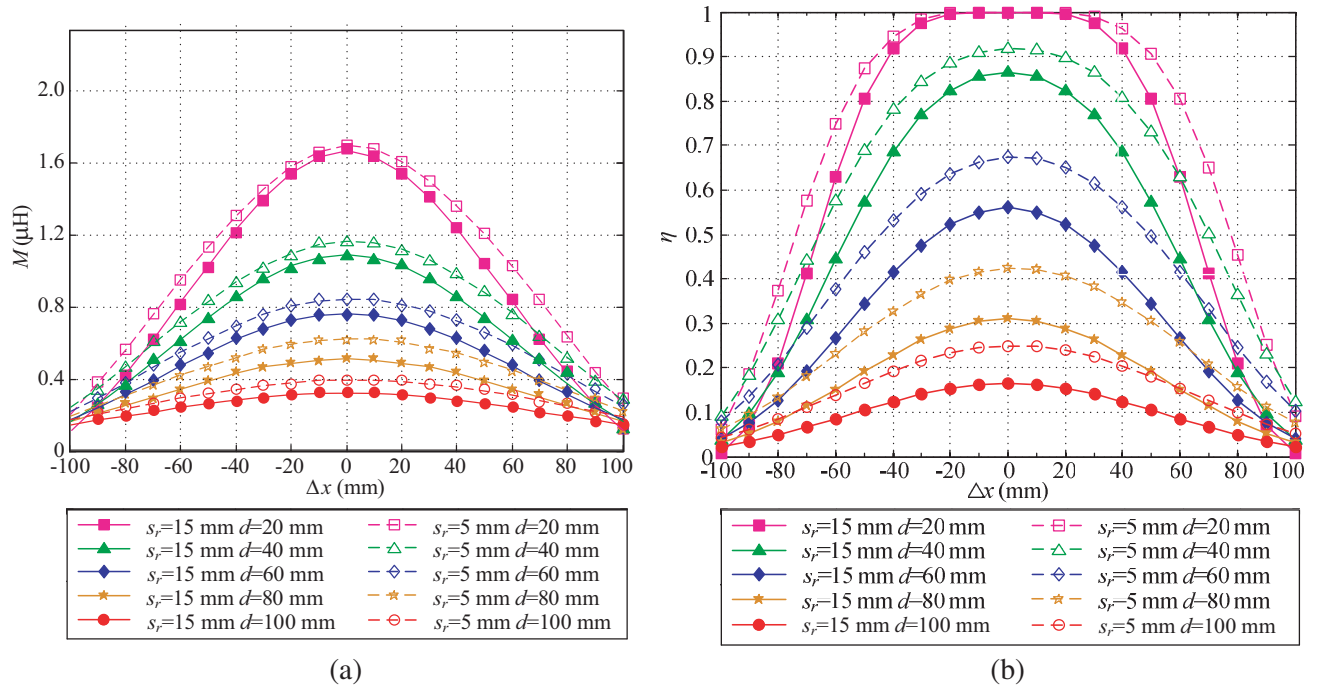 2.0
1.6
1.2
0.8
0.4
0
M (μH)
-100 -80 -60 -40 -20 0 20 40 60 80 100
Δx (mm)
s_r=15 mm d=20 mm s_r=5 mm d=20 mm
s_r=15 mm d=40 mm s_r=5 mm d=40 mm
s_r=15 mm d=60 mm s_r=5 mm d=60 mm
s_r=15 mm d=80 mm s_r=5 mm d=80 mm
s_r=15 mm d=100 mm s_r=5 mm d=100 mm
(a)
1
0.9
0.8
0.7
0.6
0.5
0.4
0.3
0.2
0.1
0
η
-100 -80 -60 -40 -20 0 20 40 60 80 100
Δx (mm)
s_r=15 mm d=20 mm s_r=5 mm d=20 mm
s_r=15 mm d=40 mm s_r=5 mm d=40 mm
s_r=15 mm d=60 mm s_r=5 mm d=60 mm
s_r=15 mm d=80 mm s_r=5 mm d=80 mm
s_r=15 mm d=100 mm s_r=5 mm d=100 mm
(b)